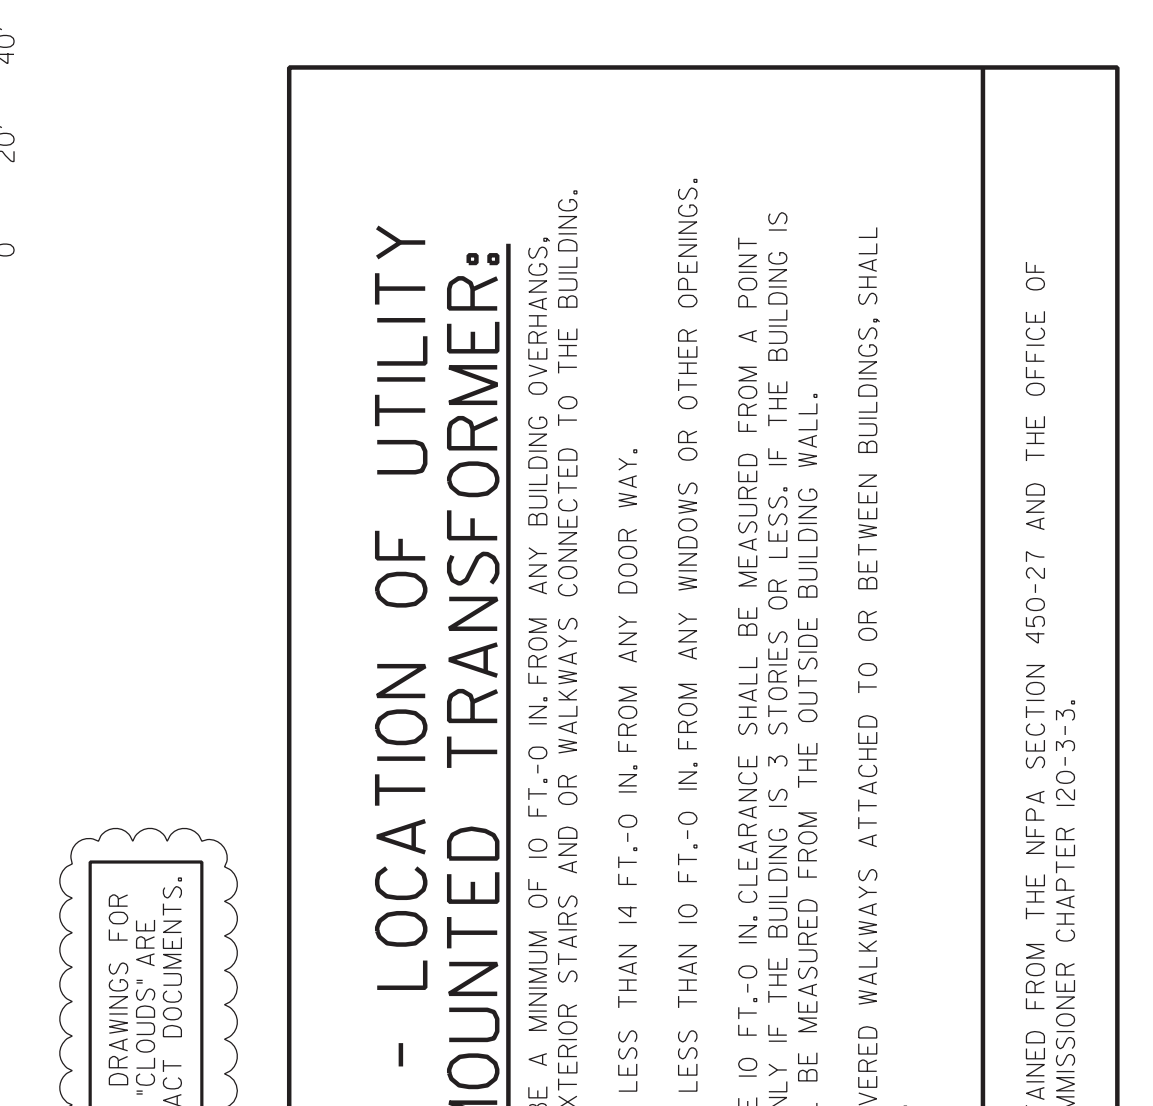 0 20' 40'
DRAWINGS FOR
"CLOUDS" ARE
ACT DOCUMENTS.
- LOCATION OF UTILITY
MOUNTED TRANSFORMER:
BE A MINIMUM OF 10 FT.-0 IN. FROM ANY BUILDING OVERHANGS,
XTERIOR STAIRS AND OR WALKWAYS CONNECTED TO THE BUILDING.
LESS THAN 14 FT.-0 IN. FROM ANY DOOR WAY.
LESS THAN 10 FT.-0 IN. FROM ANY WINDOWS OR OTHER OPENINGS.
E 10 FT.-0 IN. CLEARANCE SHALL BE MEASURED FROM A POINT
NLY IF THE BUILDING IS 3 STORIES OR LESS. IF THE BUILDING IS
BE MEASURED FROM THE OUTSIDE BUILDING WALL.
VERED WALKWAYS ATTACHED TO OR BETWEEN BUILDINGS, SHALL
TAINED FROM THE NFPA SECTION 450-27 AND THE OFFICE OF
MMISSIONER CHAPTER 120-3-3.